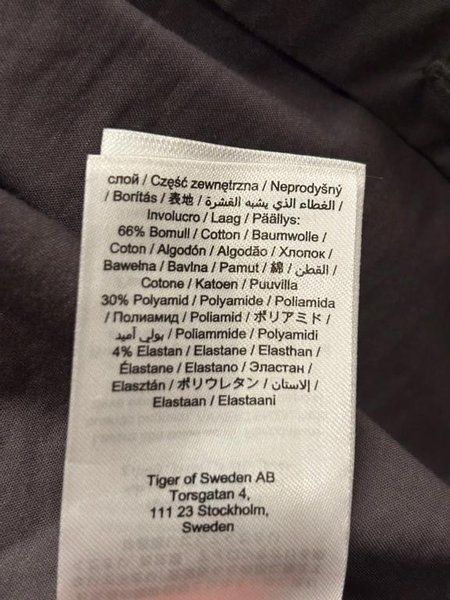 слой / Część zewnętrzna / Neprodyšný
/ Borítás / 表地 / الغطاء الذي يشبه القشرة /
Involucro / Laag / Päällys:
66% Bomull / Cotton / Baumwolle /
Coton / Algodón / Algodão / Хлопок /
Bawełna / Bavlna / Pamut / 綿 / القطن /
Cotone / Katoen / Puuvilla
30% Polyamid / Polyamide / Poliamida
/ Полиамид / Poliamid / ポリアミド /
بولي أميد / Poliammide / Polyamidi
4% Elastan / Elastane / Elasthan /
Élastane / Elastano / Эластан /
Elasztán / ポリウレタン / إلاستان /
Elastaan / Elastaani
Tiger of Sweden AB
Torsgatan 4,
111 23 Stockholm,
Sweden